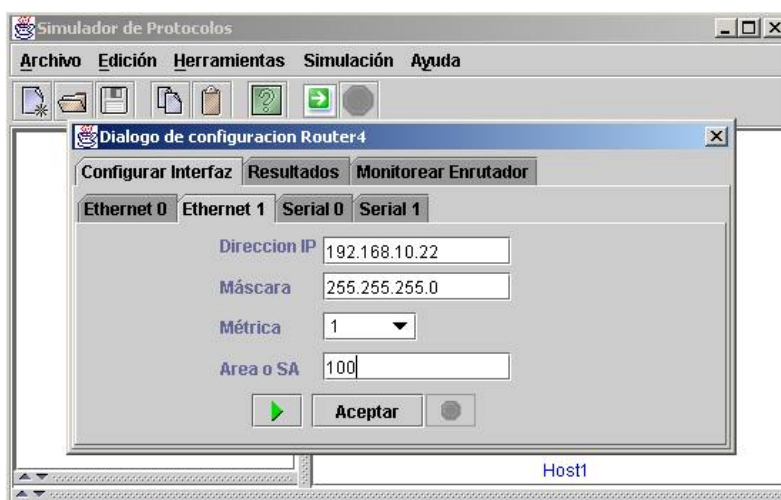 Simulador de Protocolos
Archivo Edición Herramientas Simulación Ayuda
Dialogo de configuracion Router4
Configurar Interfaz Resultados Monitorear Enrutador
Ethernet 0 Ethernet 1 Serial 0 Serial 1
Direccion IP 192.168.10.22
Máscara 255.255.255.0
Métrica 1
Area o SA 100
Aceptar
Host1